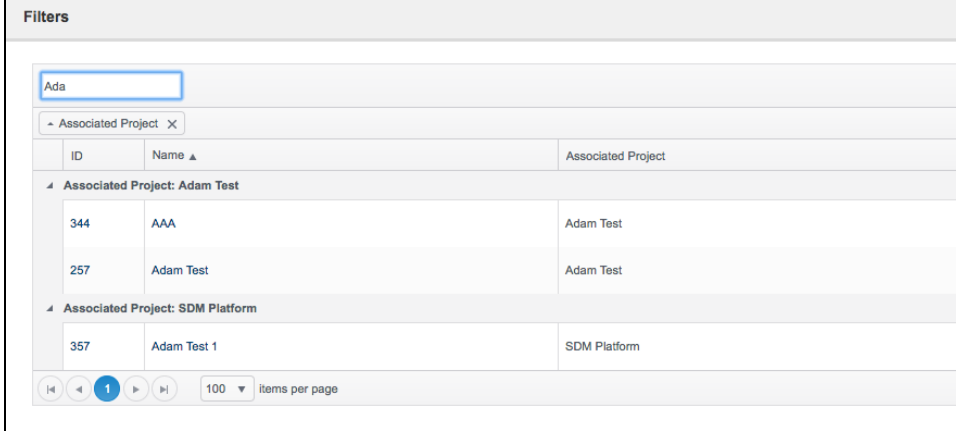 Filters
Ada
Associated Project
ID Name Associated Project
Associated Project: Adam Test
344 AAA Adam Test
257 Adam Test Adam Test
Associated Project: SDM Platform
357 Adam Test 1 SDM Platform
1 100 items per page